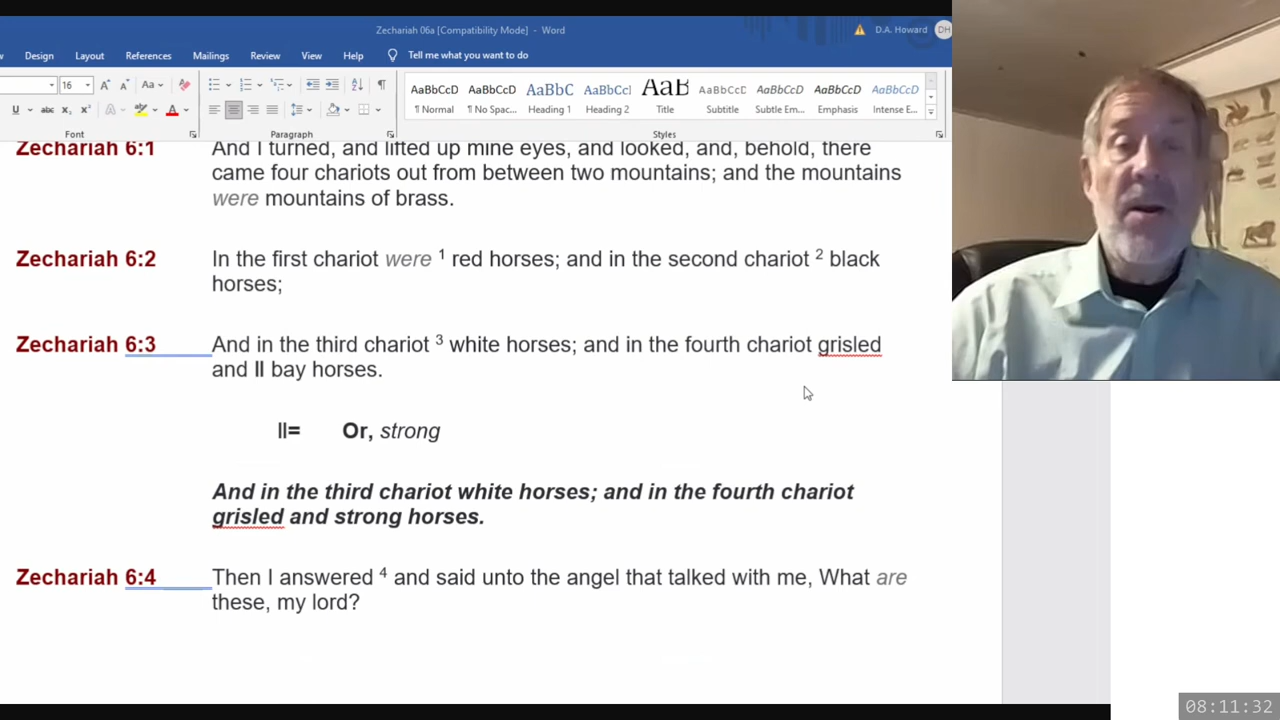 Zechariah 06a [Compatibility Mode] - Word
D.A. Howard
DH
Design Layout References Mailings Review View Help Tell me what you want to do
16 Aa
AaBbCcD AaBbCcD AaBbC AaBbCcl AaB AaBbCcC AaBbCcD AaBbCcD AaBbCcD
U abc x₂ x² A A
¶ Normal ¶ No Spac... Heading 1 Heading 2 Title Subtitle Subtle Em... Emphasis Intense E...
Font Paragraph Styles
Zechariah 6:1 And I turned, and lifted up mine eyes, and looked, and, behold, there
came four chariots out from between two mountains; and the mountains
were mountains of brass.
Zechariah 6:2 In the first chariot were ¹ red horses; and in the second chariot ² black
horses;
Zechariah 6:3 And in the third chariot ³ white horses; and in the fourth chariot grisled
and ll bay horses.
ll= Or, strong
And in the third chariot white horses; and in the fourth chariot
grisled and strong horses.
Zechariah 6:4 Then I answered ⁴ and said unto the angel that talked with me, What are
these, my lord?
08:11:32